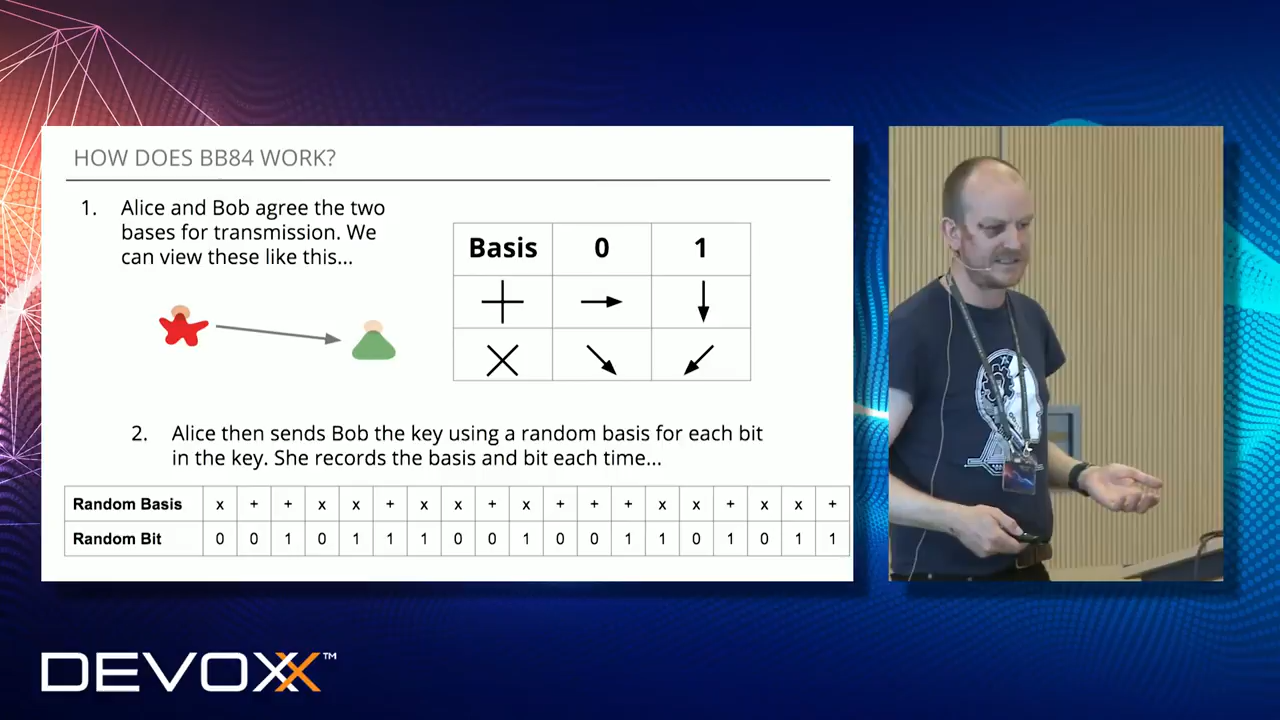 HOW DOES BB84 WORK?
1. Alice and Bob agree the two
bases for transmission. We
can view these like this...
Basis 0 1
2. Alice then sends Bob the key using a random basis for each bit
in the key. She records the basis and bit each time...
Random Basis x + + x x + x x + x + + + x x + x x +
Random Bit 0 0 1 0 1 1 1 0 0 1 0 0 1 1 0 1 0 1 1
DEVOXX™